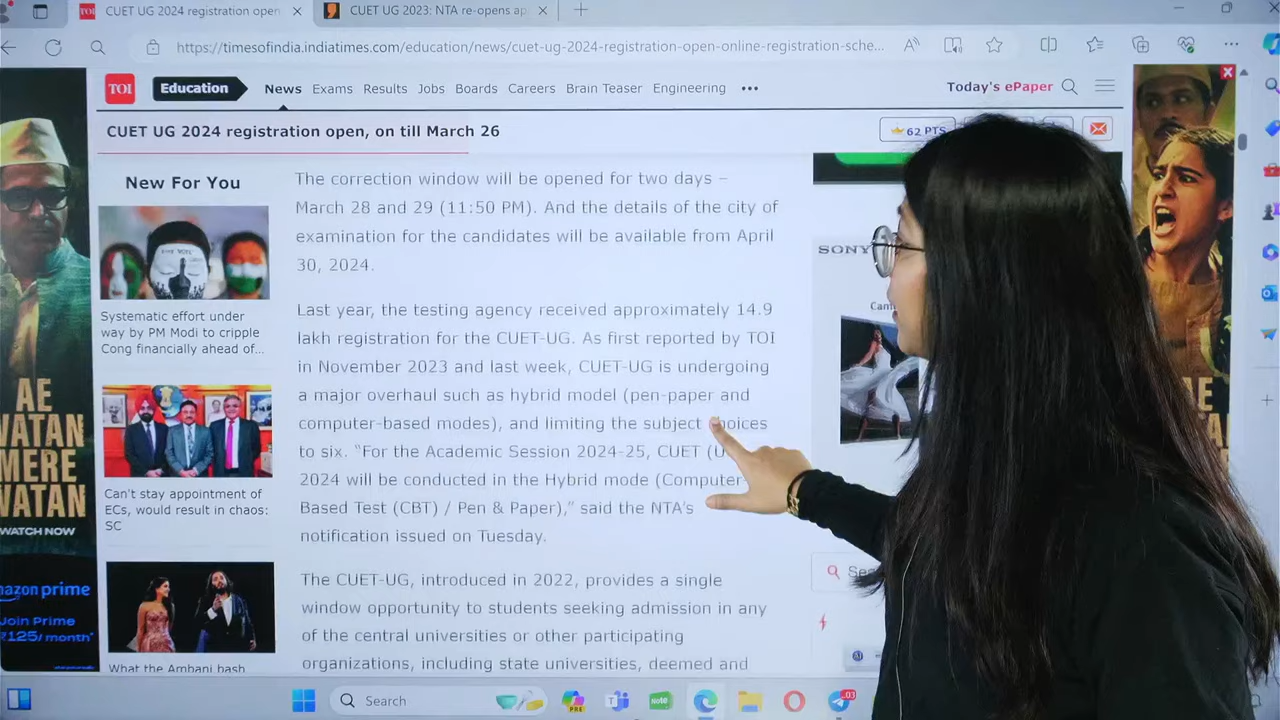 CUET UG 2024 registration open
CUET UG 2023: NTA re-opens ap
https://timesofindia.indiatimes.com/education/news/cuet-ug-2024-registration-open-online-registration-sche...
TOI
Education
News
Exams
Results
Jobs
Boards
Careers
Brain Teaser
Engineering
Today's ePaper
CUET UG 2024 registration open, on till March 26
62 PTS
New For You
Systematic effort under
way by PM Modi to cripple
Cong financially ahead of...
Can't stay appointment of
ECs, would result in chaos:
SC
What the Ambani bash
The correction window will be opened for two days –
March 28 and 29 (11:50 PM). And the details of the city of
examination for the candidates will be available from April
30, 2024.
Last year, the testing agency received approximately 14.9
lakh registration for the CUET-UG. As first reported by TOI
in November 2023 and last week, CUET-UG is undergoing
a major overhaul such as hybrid model (pen-paper and
computer-based modes), and limiting the subject choices
to six. “For the Academic Session 2024-25, CUET (U
2024 will be conducted in the Hybrid mode (Computer-
Based Test (CBT) / Pen & Paper),” said the NTA’s
notification issued on Tuesday.
The CUET-UG, introduced in 2022, provides a single
window opportunity to students seeking admission in any
of the central universities or other participating
organizations, including state universities, deemed and
SONY
AE
WATAN
MERE
WATAN
WATCH NOW
amazon prime
Join Prime
₹125/month*
Search